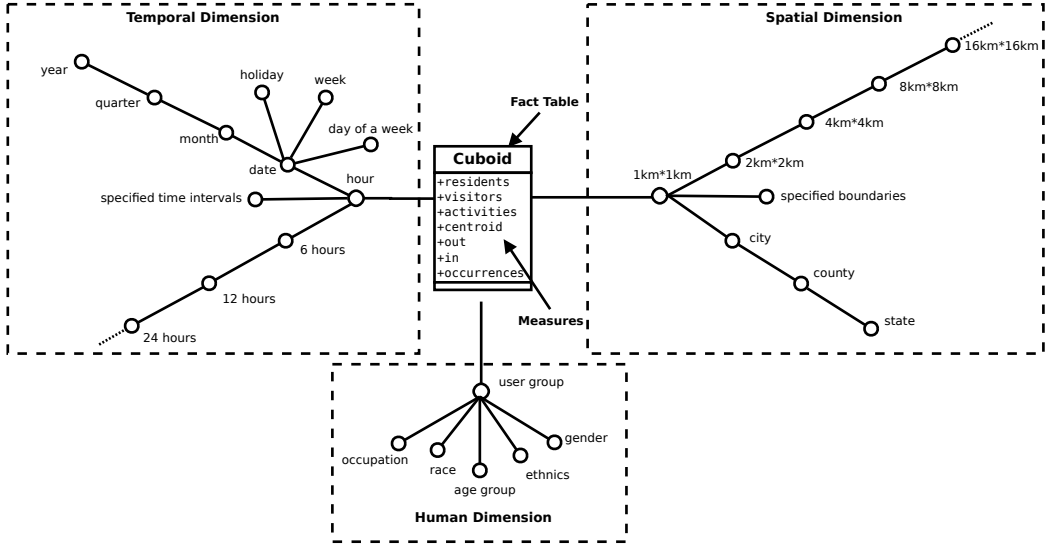 Temporal Dimension
year
quarter
month
holiday
week
day of a week
date
hour
specified time intervals
6 hours
12 hours
24 hours
Fact Table
Cuboid
+residents
+visitors
+activities
+centroid
+out
+in
+occurrences
Measures
Spatial Dimension
16km*16km
8km*8km
4km*4km
2km*2km
1km*1km
specified boundaries
city
county
state
user group
occupation
race
age group
ethnics
gender
Human Dimension